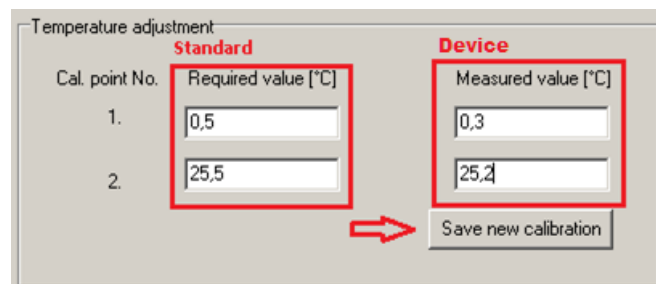 Temperature adjustment
Standard Device
Cal. point No. Required value [°C] Measured value [°C]
1. 0,5 0,3
2. 25,5 25,2
Save new calibration